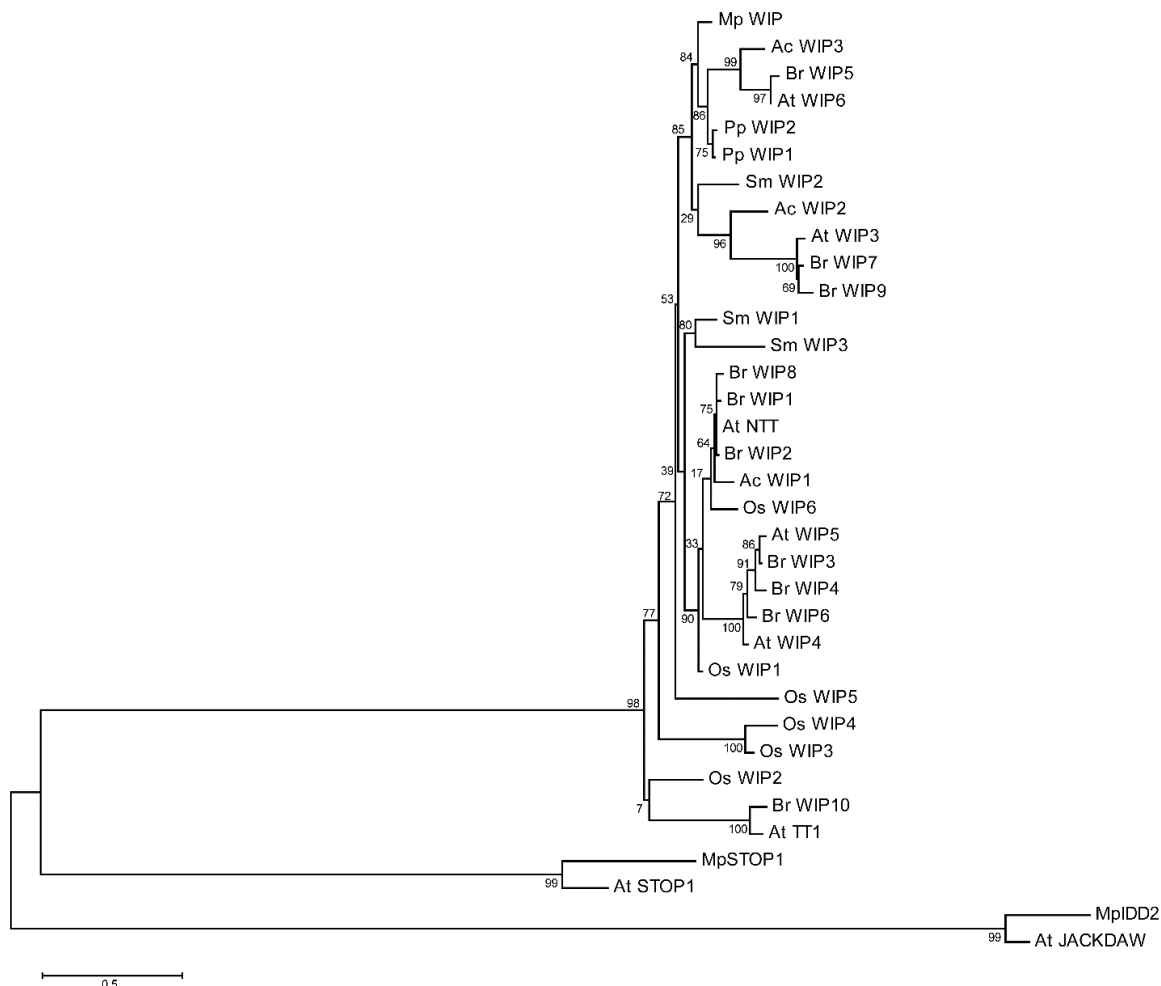 Mp WIP
Ac WIP3
84
99
Br WIP5
97
At WIP6
86
Pp WIP2
85
75
Pp WIP1
Sm WIP2
Ac WIP2
29
At WIP3
96
Br WIP7
100
69
Br WIP9
53
Sm WIP1
80
Sm WIP3
Br WIP8
Br WIP1
75
At NTT
64
Br WIP2
39
17
Ac WIP1
72
Os WIP6
At WIP5
33
86
Br WIP3
91
Br WIP4
79
77
90
Br WIP6
100
At WIP4
Os WIP1
98
Os WIP5
Os WIP4
100
Os WIP3
Os WIP2
7
Br WIP10
100
At TT1
MpSTOP1
99
At STOP1
MpIDD2
99
At JACKDAW
0.5